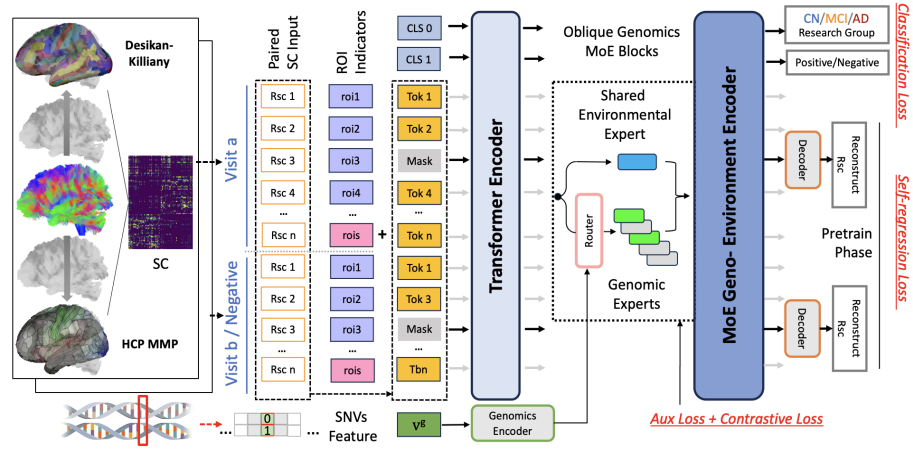 Desikan-
Killiany
SC
HCP MMP
Paired
SC Input
ROI
Indicators
Visit a
Visit b / Negative
Rsc 1
Rsc 2
Rsc 3
Rsc 4
...
Rsc n
Rsc 1
Rsc 2
Rsc 3
...
Rsc n
roi1
roi2
roi3
roi4
...
rois
+
roi1
roi2
roi3
...
rois
CLS 0
CLS 1
Tok 1
Tok 2
Mask
Tok 4
...
Tok n
Tok 1
Tok 3
Mask
...
Tbn
...
0
1
...
SNVs
Feature
Vᵍ
Genomics
Encoder
Transformer Encoder
Oblique Genomics
MoE Blocks
Shared
Environmental
Expert
Router
Genomic
Experts
MoE Geno- Environment Encoder
Aux Loss + Contrastive Loss
CN/MCI/AD
Research Group
Positive/Negative
Decoder
Reconstruct
Rsc
Pretrain
Phase
Decoder
Reconstruct
Rsc
Classification Loss
Self-regression Loss